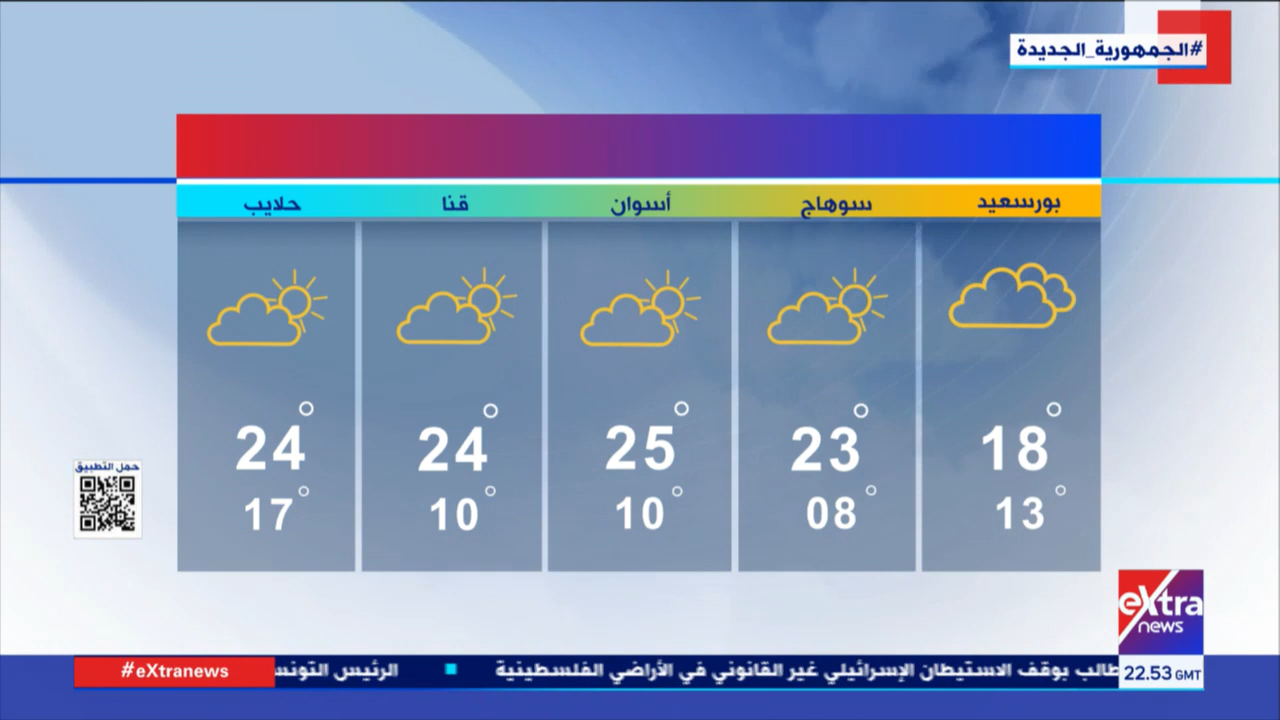 #الجمهورية_الجديدة
بورسعيد سوهاج أسوان قنا حلايب
18° 23° 25° 24° 24°
13° 08° 10° 10° 17°
حمل التطبيق
eXtra
news
طالب بوقف الاستيطان الإسرائيلي غير القانوني في الأراضي الفلسطينية ■ الرئيس التونس
#eXtranews
22.53 GMT